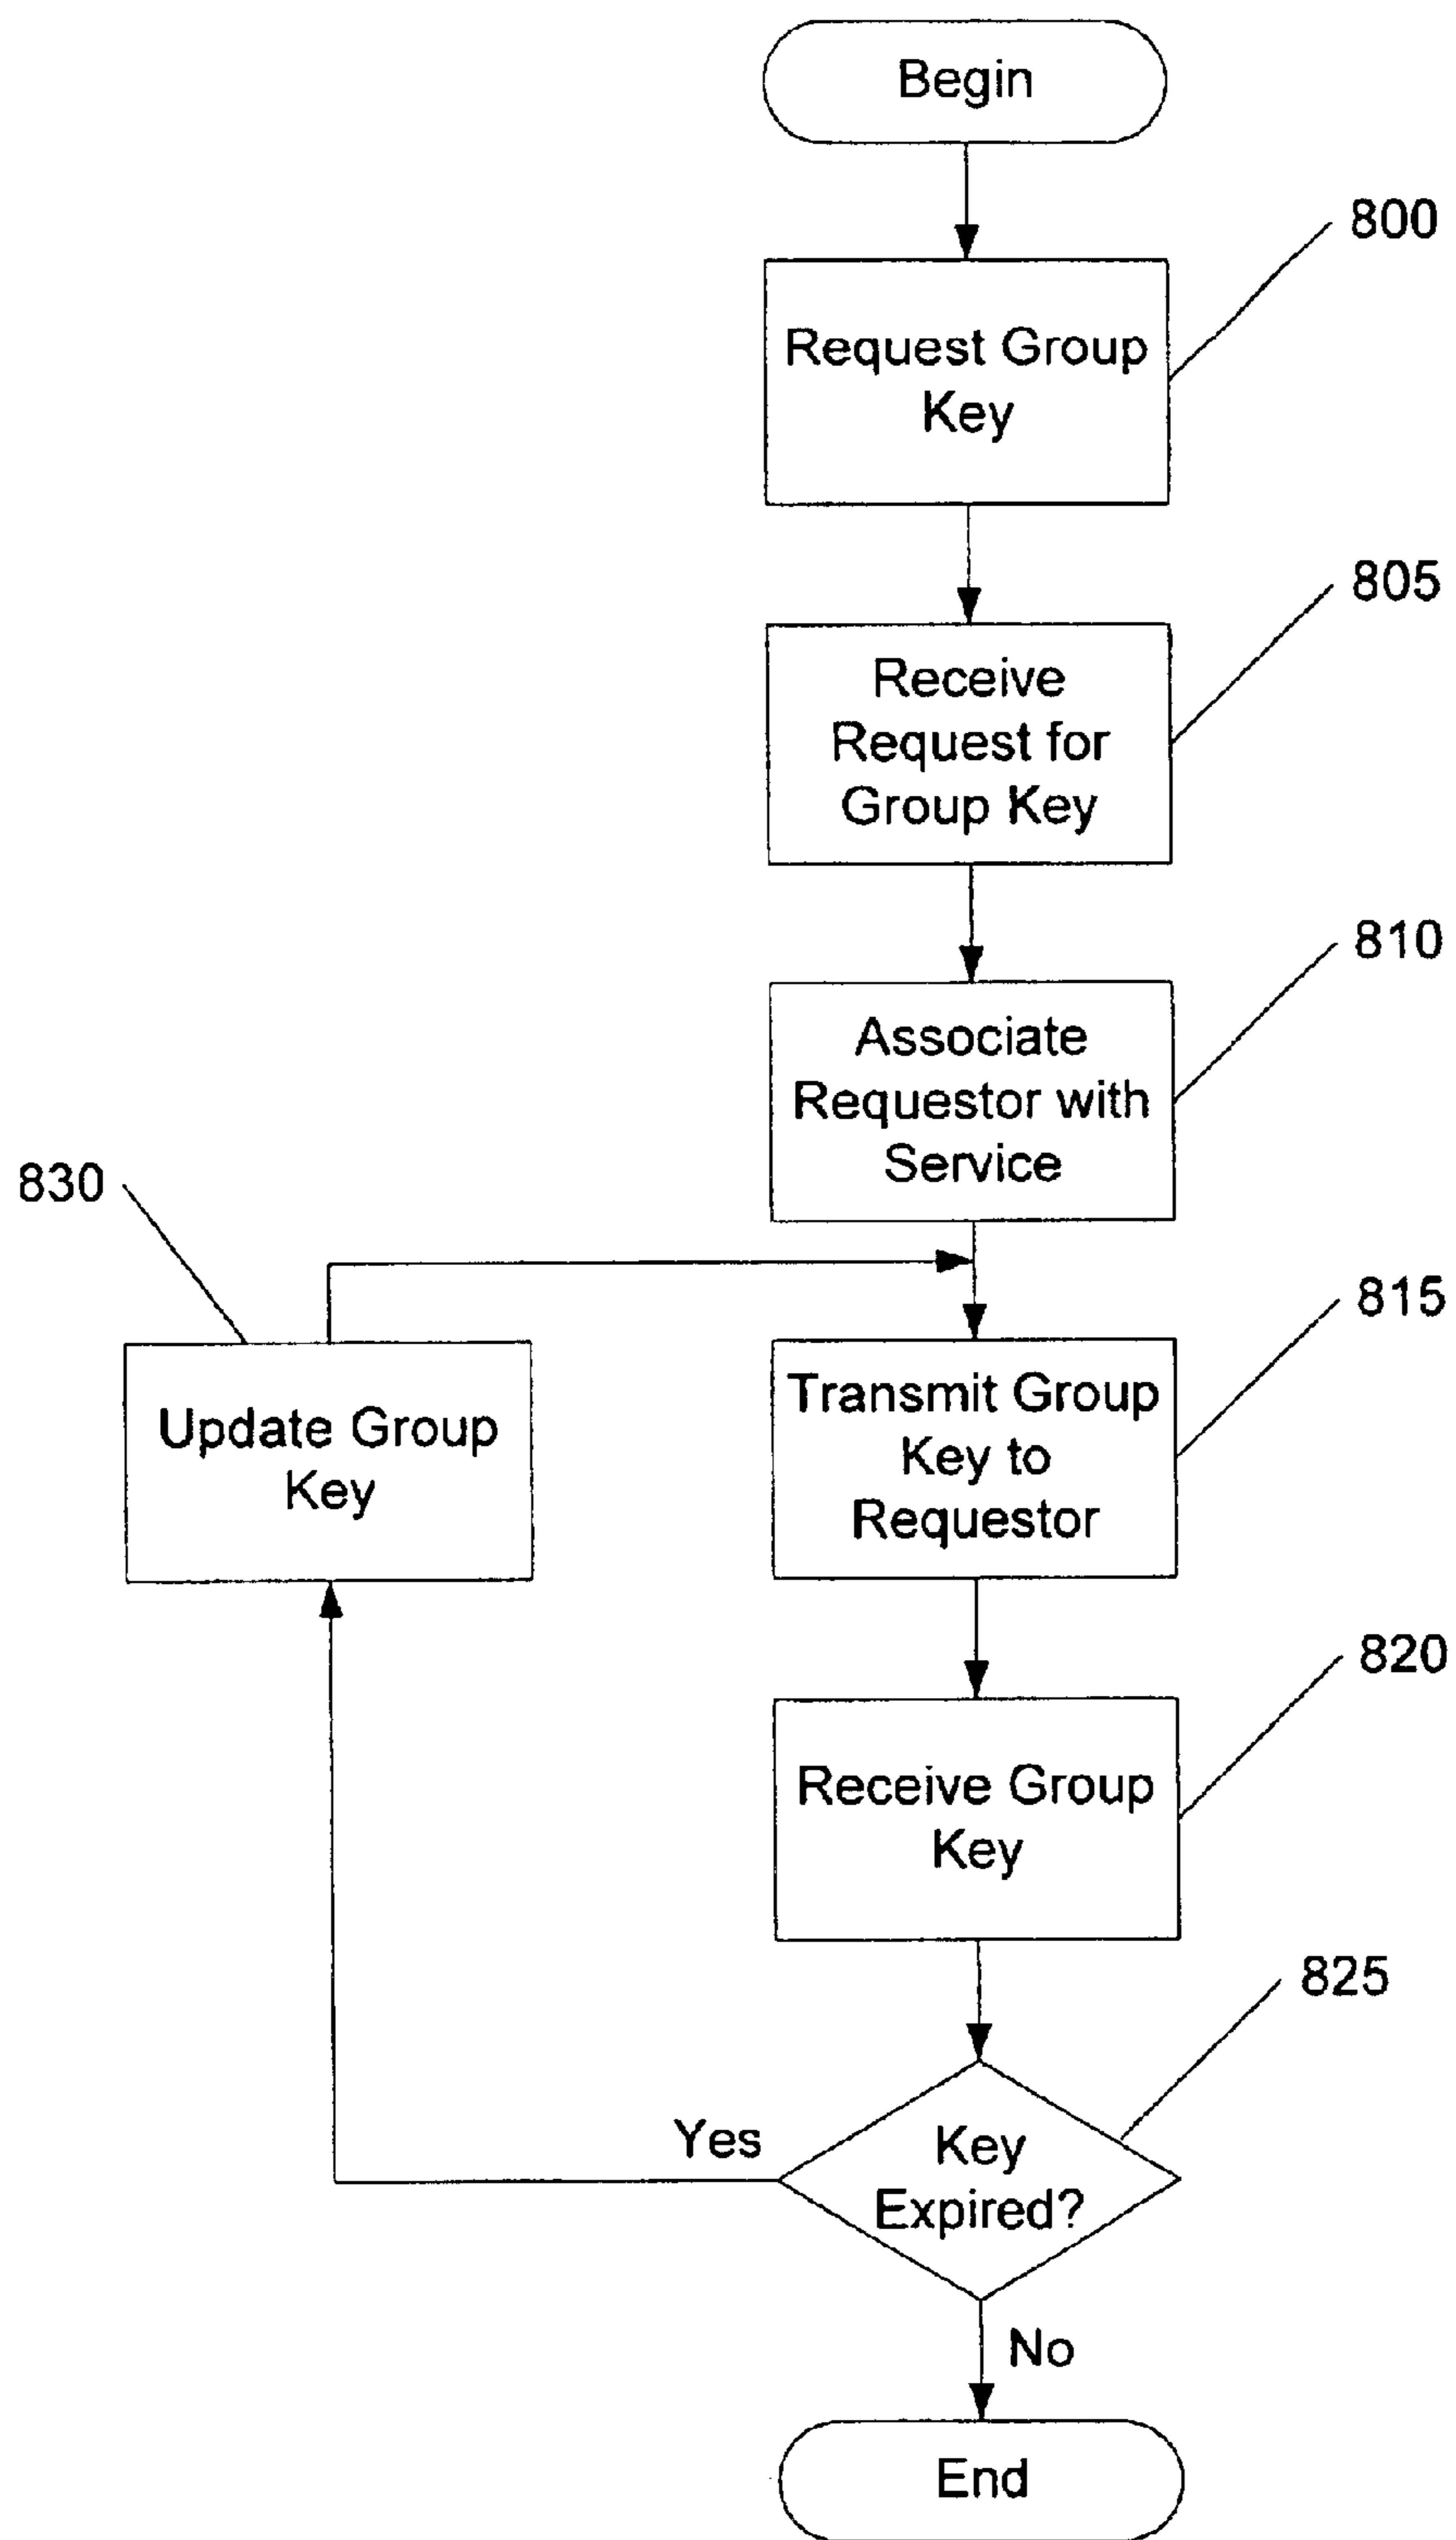 Begin
800
Request Group
Key
805
Receive
Request for
Group Key
810
Associate
Requestor with
Service
830
815
Update Group
Key
Transmit Group
Key to
Requestor
820
Receive Group
Key
825
Yes
Key
Expired?
No
End